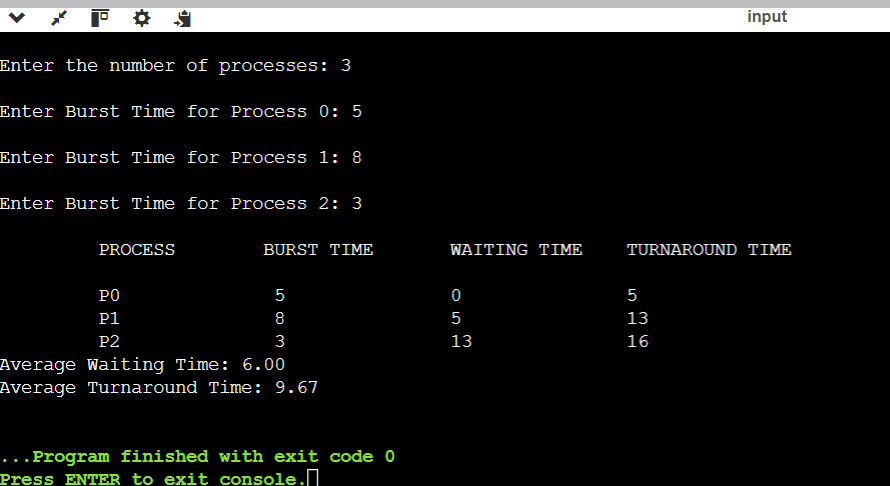 input
Enter the number of processes: 3
Enter Burst Time for Process 0: 5
Enter Burst Time for Process 1: 8
Enter Burst Time for Process 2: 3
PROCESS BURST TIME WAITING TIME TURNAROUND TIME
P0 5 0 5
P1 8 5 13
P2 3 13 16
Average Waiting Time: 6.00
Average Turnaround Time: 9.67
...Program finished with exit code 0
Press ENTER to exit console.